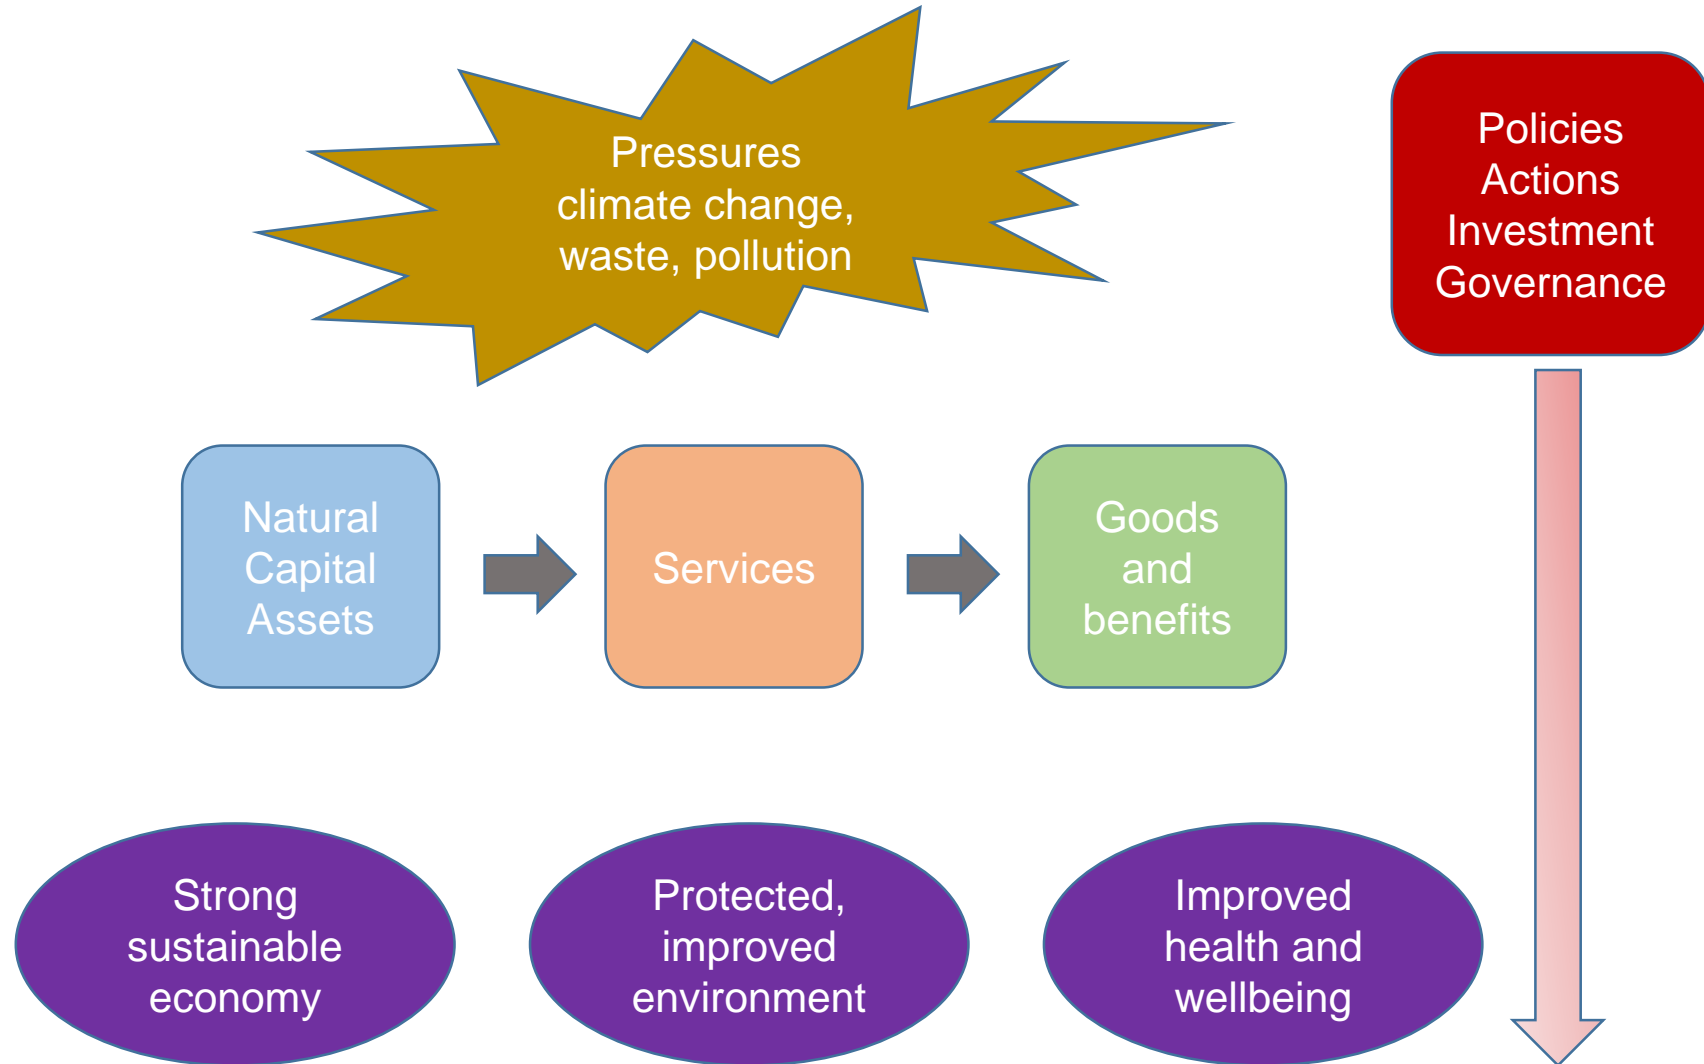 Pressures
climate change,
waste, pollution
Policies
Actions
Investment
Governance
Natural
Capital
Assets
Services
Goods
and
benefits
Strong
sustainable
economy
Protected,
improved
environment
Improved
health and
wellbeing